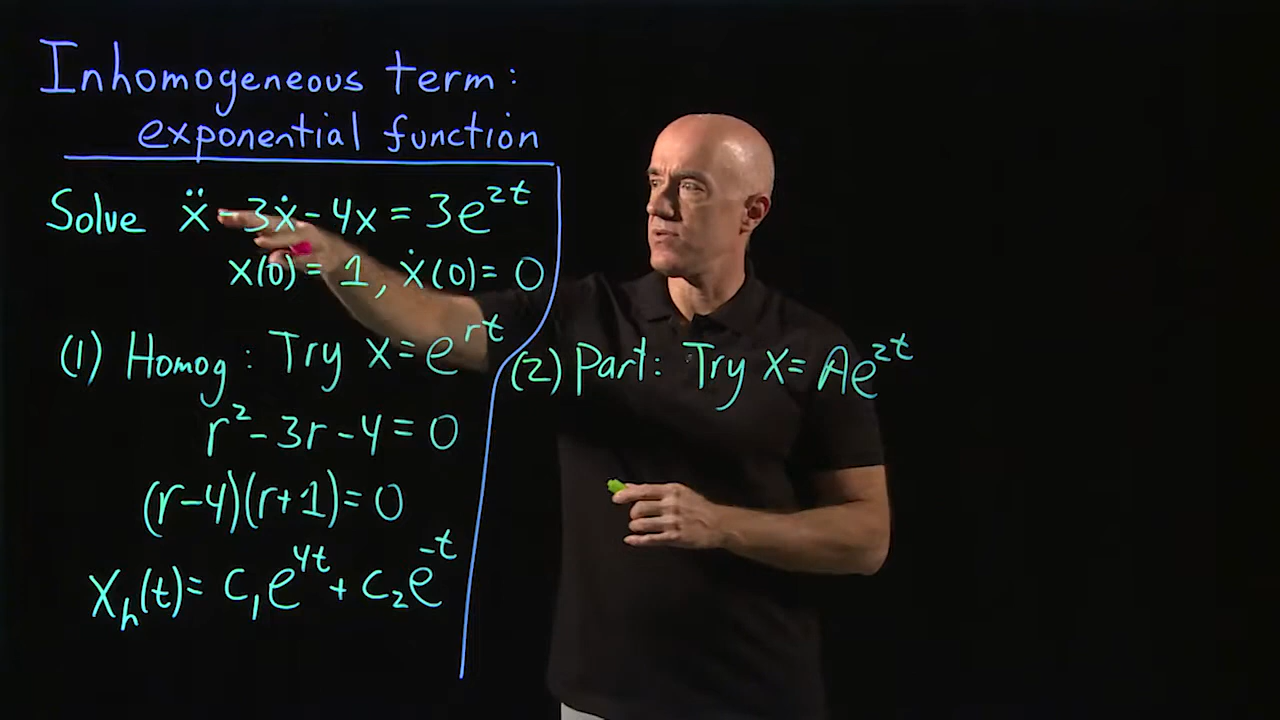 Inhomogeneous term:
exponential function
Solve ẍ - 3ẋ - 4x = 3e^{2t}
x(0) = 1, ẋ(0) = 0
(1) Homog: Try x = e^{rt}
r² - 3r - 4 = 0
(r-4)(r+1) = 0
x_h(t) = c₁e^{4t} + c₂e^{-t}
(2) Part: Try x = Ae^{2t}